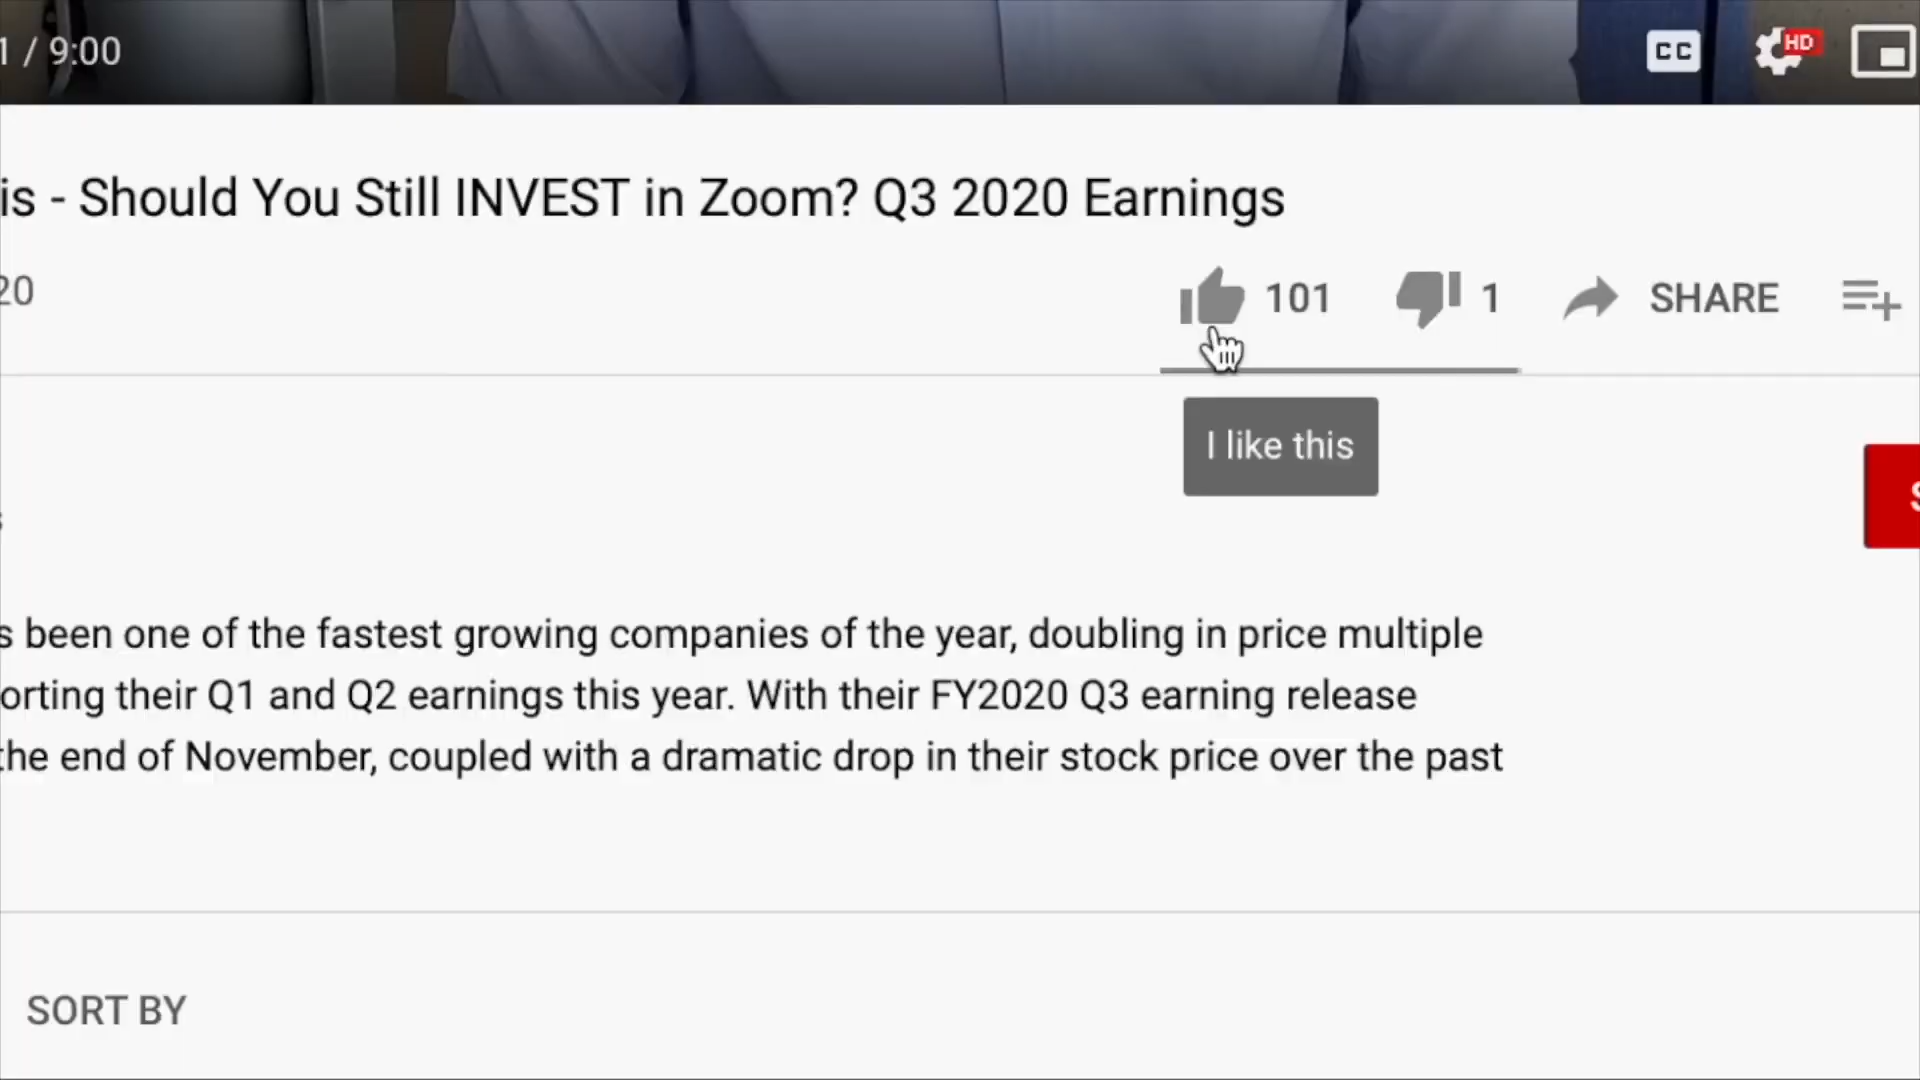 1 / 9:00
CC
HD
is - Should You Still INVEST in Zoom? Q3 2020 Earnings
20
101
1
SHARE
I like this
S
s
s been one of the fastest growing companies of the year, doubling in price multiple
orting their Q1 and Q2 earnings this year. With their FY2020 Q3 earning release
the end of November, coupled with a dramatic drop in their stock price over the past
SORT BY